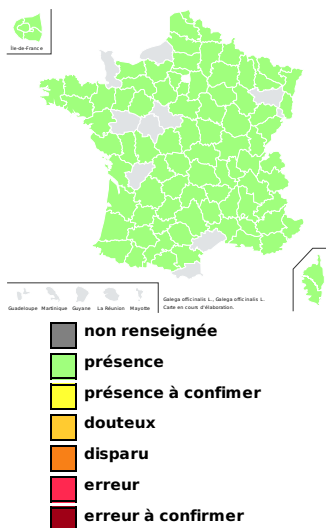 Île-de-France
Guadeloupe Martinique Guyane La Réunion Mayotte
Galega officinalis L., Galega officinalis L.
Carte en cours d'élaboration.
non renseignée
présence
présence à confimer
douteux
disparu
erreur
erreur à confirmer